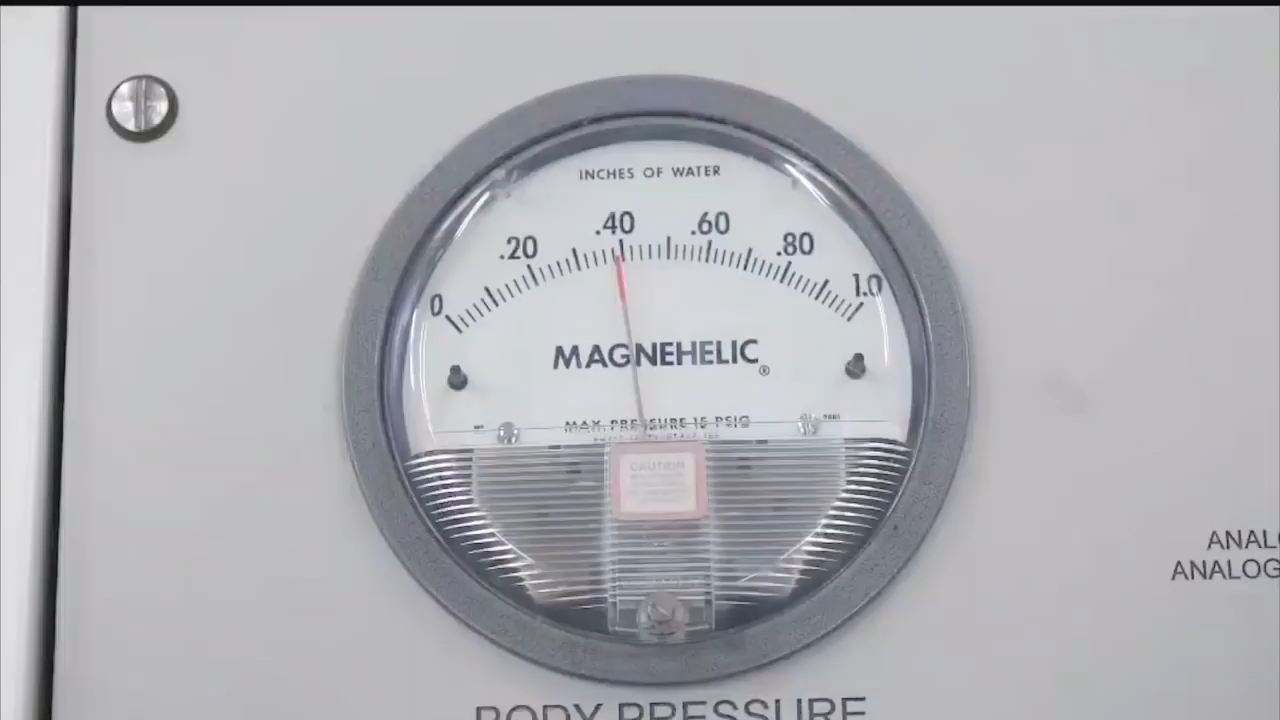 INCHES OF WATER
0 .20 .40 .60 .80 1.0
MAGNEHELIC®
MAX. PRESSURE 15 PSIG
CAUTION
ANALO
ANALOG
BODY PRESSURE